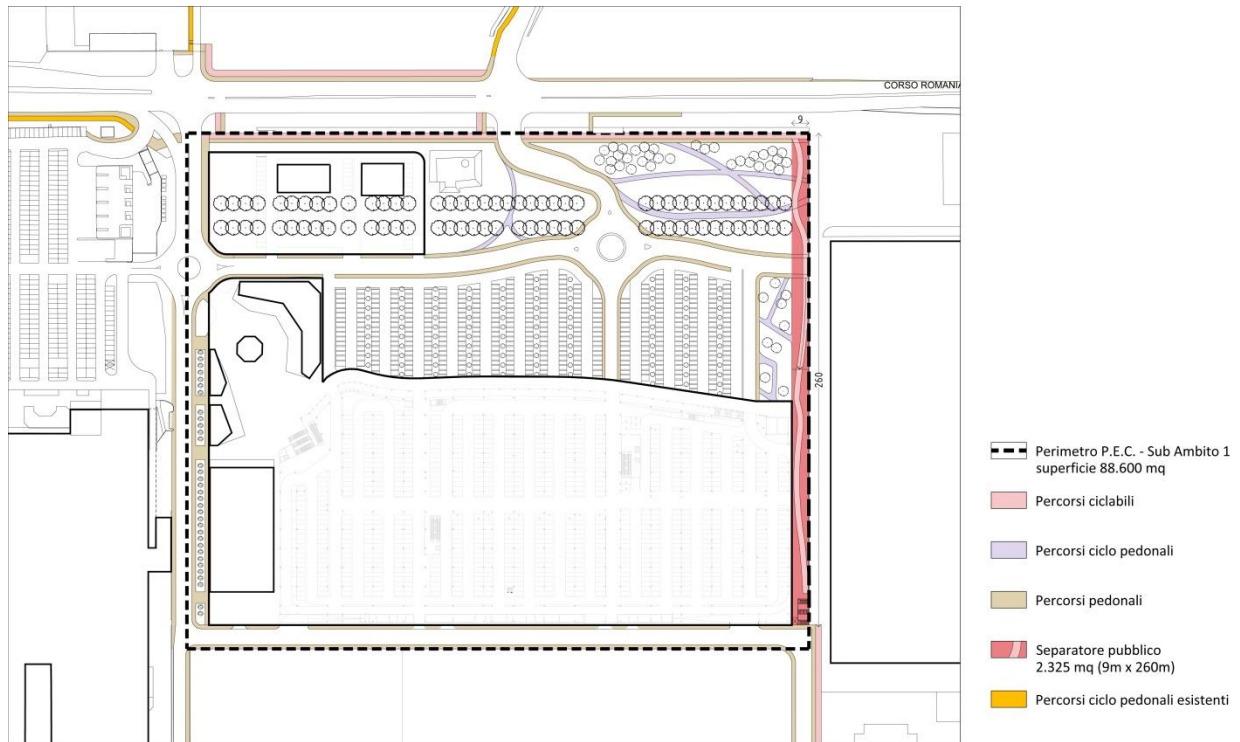 CORSO ROMANIA
9
260
Perimetro P.E.C. - Sub Ambito 1
superficie 88.600 mq
Percorsi ciclabili
Percorsi ciclo pedonali
Percorsi pedonali
Separatore pubblico
2.325 mq (9m x 260m)
Percorsi ciclo pedonali esistenti